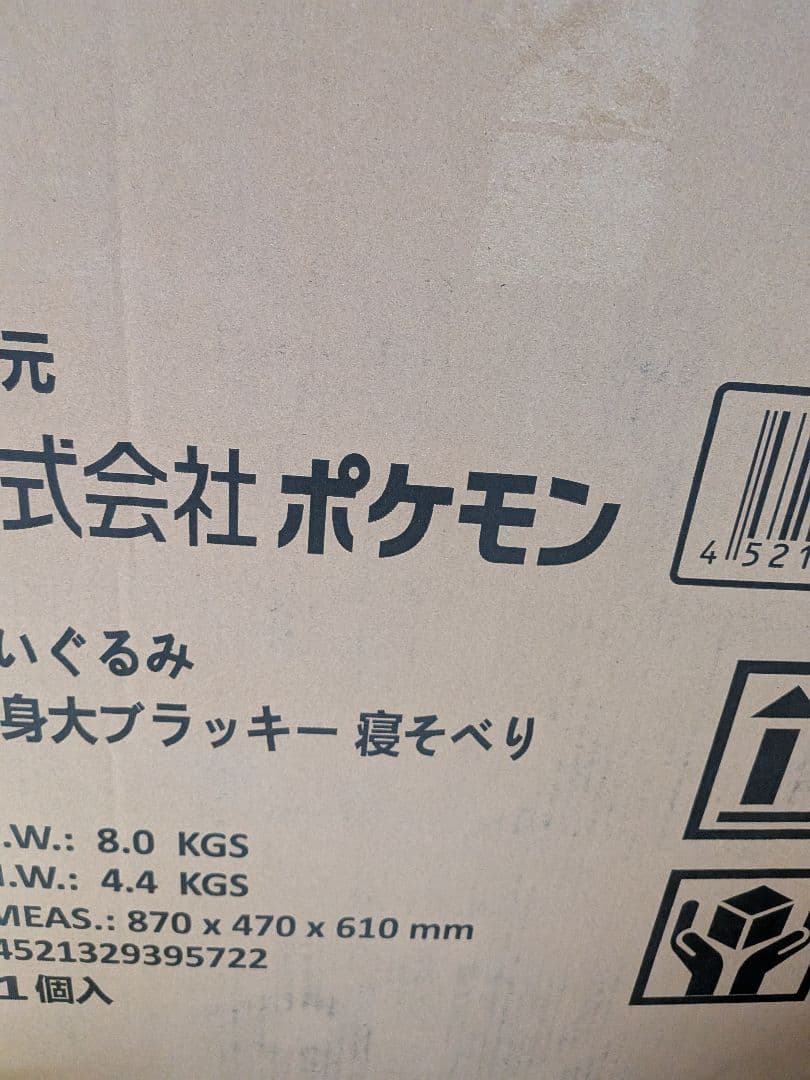 元
式会社ポケモン
4 521
いぐるみ
身大ブラッキー 寝そべり
.W.: 8.0 KGS
.W.: 4.4 KGS
MEAS.: 870 x 470 x 610 mm
4521329395722
1個入